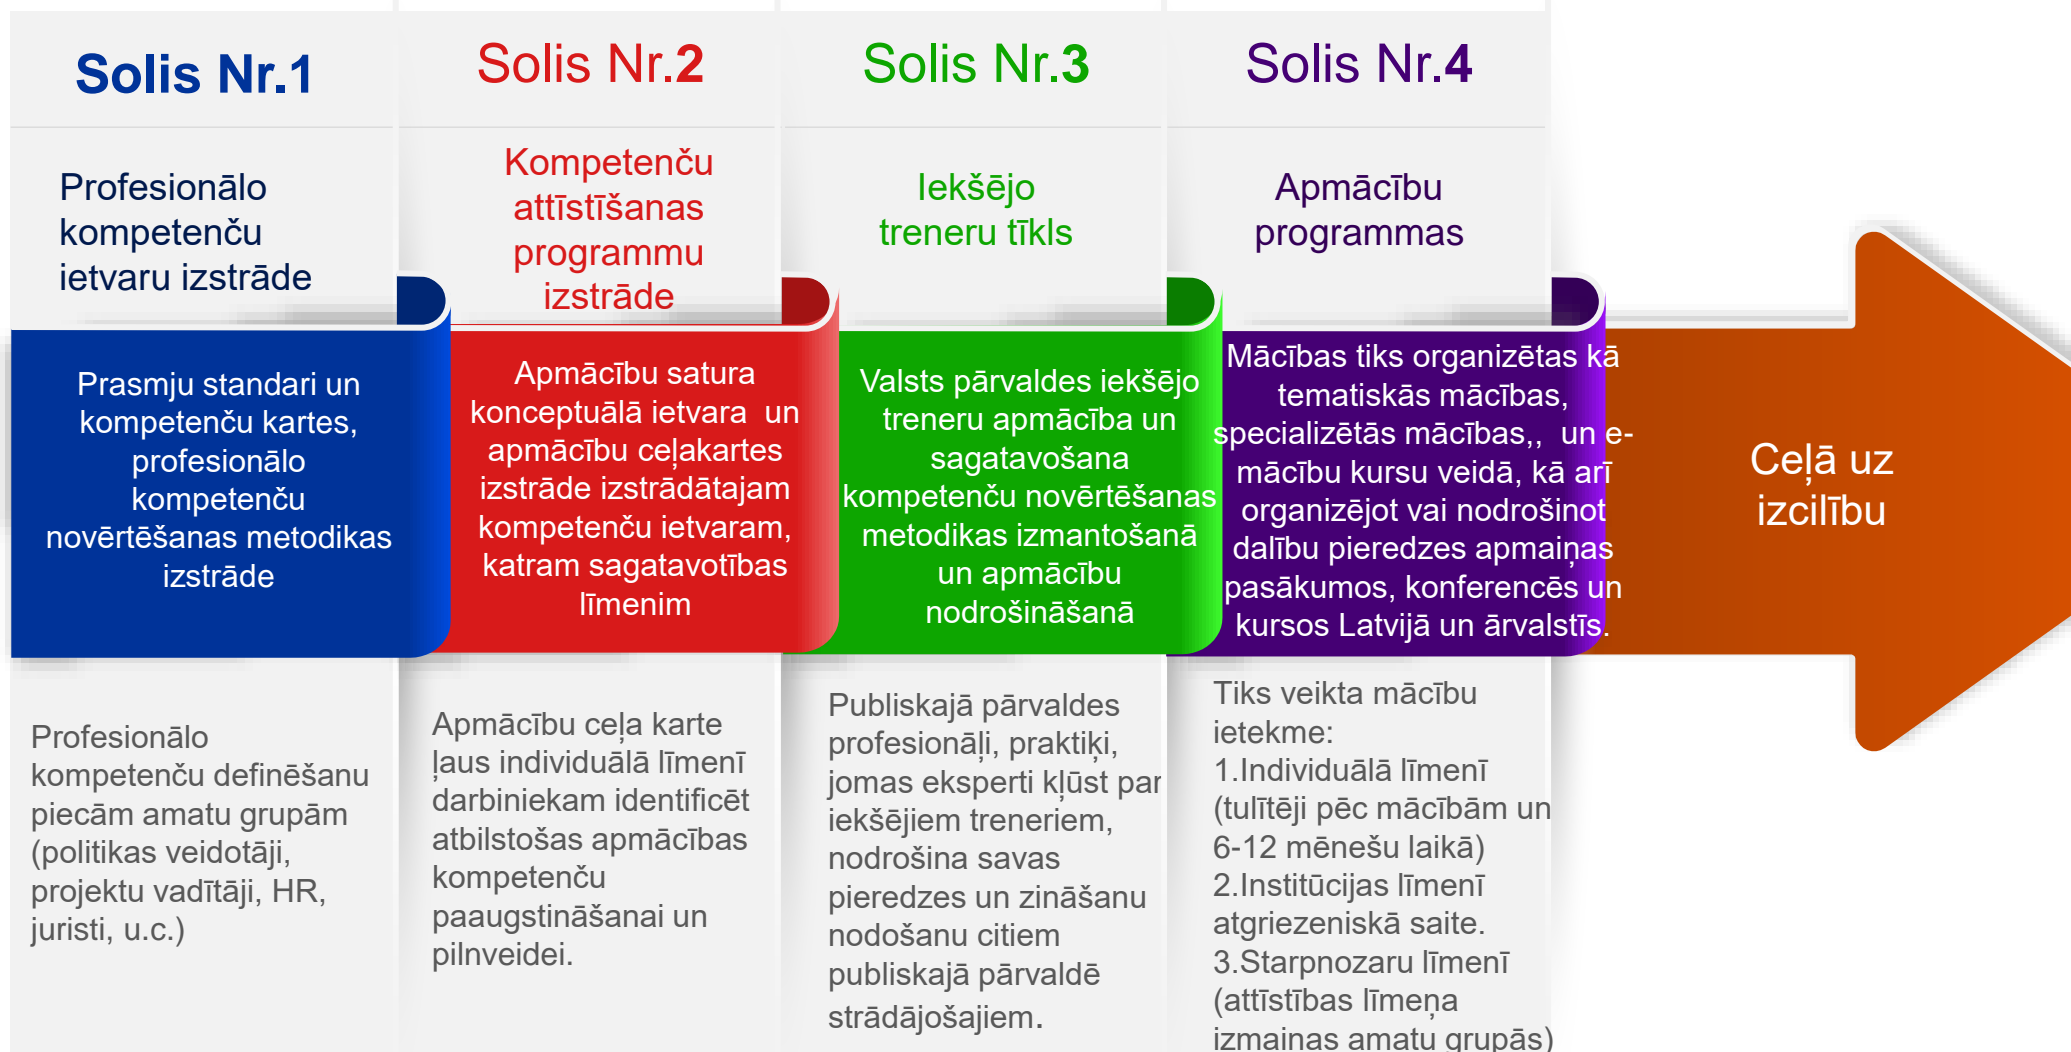 Solis Nr.1
Profesionālo
kompetenču
ietvaru izstrāde
Prasmju standari un
kompetenču kartes,
profesionālo
kompetenču
novērtēšanas metodikas
izstrāde
Profesionālo
kompetenču definēšanu
piecām amatu grupām
(politikas veidotāji,
projektu vadītāji, HR,
juristi, u.c.)
Solis Nr.2
Kompetenču
attīstīšanas
programmu
izstrāde
Apmācību satura
konceptuālā ietvara  un
apmācību ceļakartes
izstrāde izstrādātajam
kompetenču ietvaram,
katram sagatavotības
līmenim
Apmācību ceļa karte
ļaus individuālā līmenī
darbiniekam identificēt
atbilstošas apmācības
kompetenču
paaugstināšanai un
pilnveidei.
Solis Nr.3
Iekšējo
treneru tīkls
Valsts pārvaldes iekšējo
treneru apmācība un
sagatavošana
kompetenču novērtēšanas
metodikas izmantošanā
un apmācību
nodrošināšanā
Publiskajā pārvaldes
profesionāļi, praktiķi,
jomas eksperti kļūst par
iekšējiem treneriem,
nodrošina savas
pieredzes un zināšanu
nodošanu citiem
publiskajā pārvaldē
strādājošajiem.
Solis Nr.4
Apmācību
programmas
Mācības tiks organizētas kā
tematiskās mācības,
specializētās mācības,,  un e-
mācību kursu veidā, kā arī
organizējot vai nodrošinot
dalību pieredzes apmaiņas
pasākumos, konferencēs un
kursos Latvijā un ārvalstīs.
Tiks veikta mācību
ietekme:
1.Individuālā līmenī
(tulītēji pēc mācībām un
6-12 mēnešu laikā)
2.Institūcijas līmenī
atgriezeniskā saite.
3.Starpnozaru līmenī
(attīstības līmeņa
izmaiņas amatu grupās)
Ceļā uz
izcilību